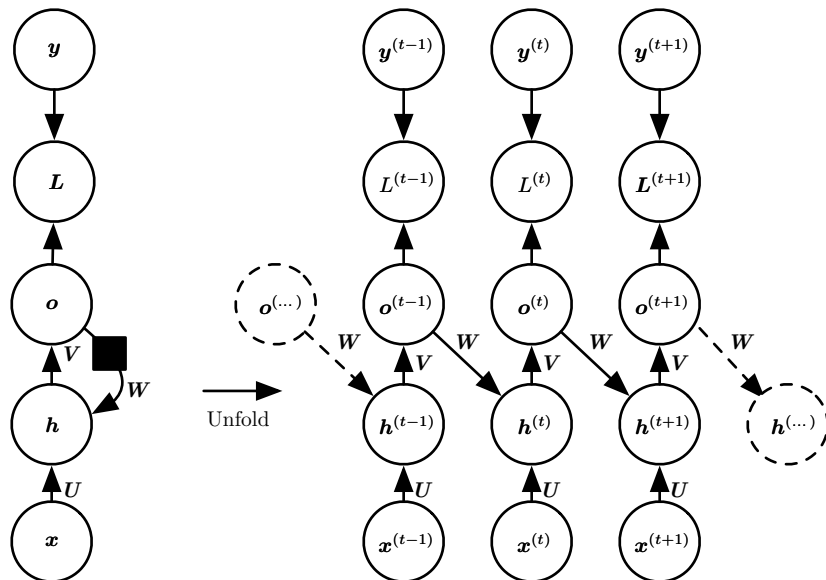 y y^(t−1) y^(t) y^(t+1)
L L^(t−1) L^(t) L^(t+1)
o o^(...) o^(t−1) o^(t) o^(t+1)
W W W W
V V V V
W
h h^(t−1) h^(t) h^(t+1) h^(...)
Unfold
U U U U
x x^(t−1) x^(t) x^(t+1)